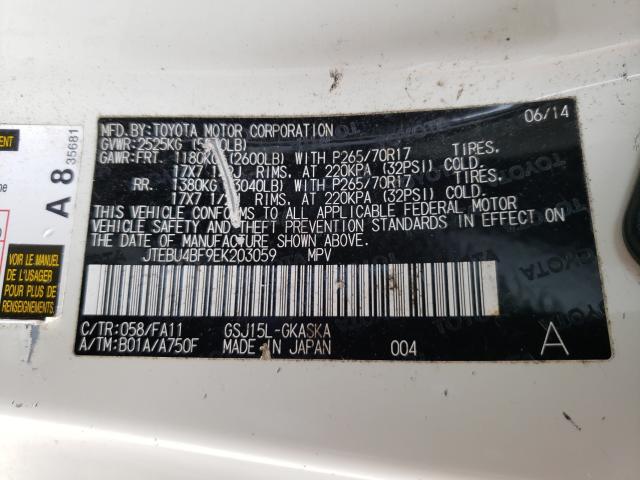 MFD.BY:TOYOTA MOTOR CORPORATION 06/14
GVWR:2525KG
GAWR:FRT. 1180KG (2600LB) WITH P265/70R17 TIRES.
17X7 RIMS. AT 220KPA (32PSI) COLD.
RR. 1380KG (3040LB) WITH P265/70R17 TIRES.
17X7 RIMS. AT 220KPA (32PSI) COLD.
THIS VEHICLE CONFORMS TO ALL APPLICABLE FEDERAL MOTOR
VEHICLE SAFETY AND THEFT PREVENTION STANDARDS IN EFFECT ON
THE DATE OF MANUFACTURE SHOWN ABOVE.
JTEBU4BF9EK203059 MPV
C/TR:058/FA11 GSJ15L-GKASKA
A/TM:B01A/A750F MADE IN JAPAN 004 A
A 8 35681
VOIR LE
MANUEL DE
L'USAGER
POUR PLUS DE
RENSEIGNEMENTS